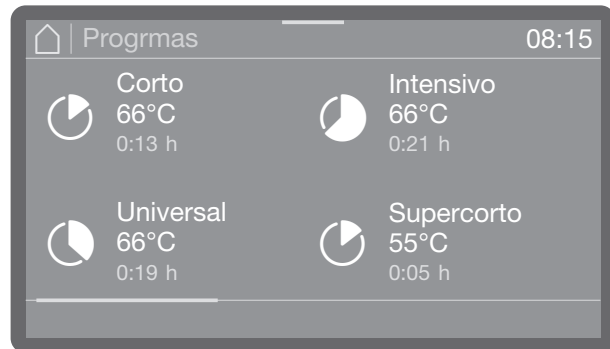 Progrmas
08:15
Corto
66°C
0:13 h
Intensivo
66°C
0:21 h
Universal
66°C
0:19 h
Supercorto
55°C
0:05 h